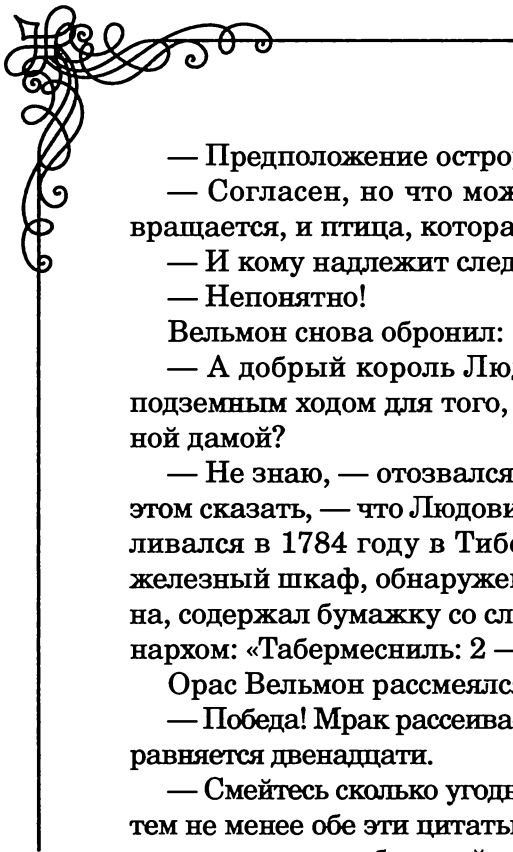 — Предположение остро
— Согласен, но что мож
вращается, и птица, котора
— И кому надлежит след
— Непонятно!
Вельмон снова обронил:
— А добрый король Лю
подземным ходом для того,
ной дамой?
— Не знаю, — отозвался
этом сказать, — что Людови
ливался в 1784 году в Тибе
железный шкаф, обнаруже
на, содержал бумажку со сл
нархом: «Табермесниль: 2 —
Орас Вельмон рассмеялс
— Победа! Мрак рассеива
равняется двенадцати.
— Смейтесь сколько угодн
тем не менее обе эти цитаты